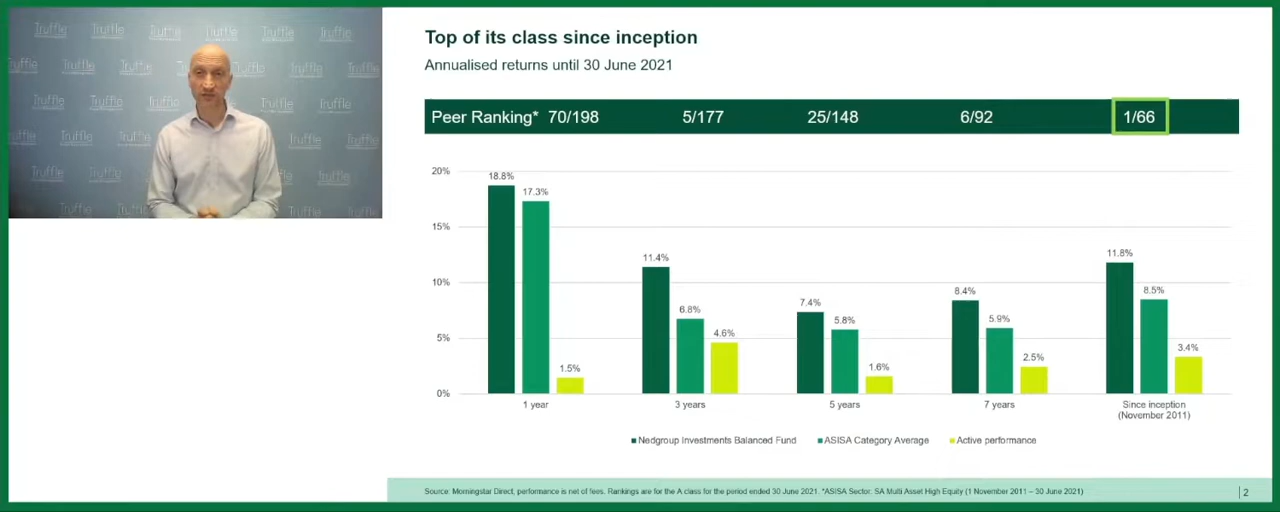 Truffle Truffle Truffle Truffle Truffle
Top of its class since inception
Annualised returns until 30 June 2021
Peer Ranking* 70/198 5/177 25/148 6/92 1/66
20%
15%
10%
5%
0%
18.8% 17.3% 1.5%
11.4% 6.8% 4.6%
7.4% 5.8% 1.6%
8.4% 5.9% 2.5%
11.8% 8.5% 3.4%
1 year 3 years 5 years 7 years Since inception
(November 2011)
Nedgroup Investments Balanced Fund ASISA Category Average Active performance
Source: Morningstar Direct, performance is net of fees. Rankings are for the A class for the period ended 30 June 2021. *ASISA Sector: SA Multi Asset High Equity (1 November 2011 – 30 June 2021)
2